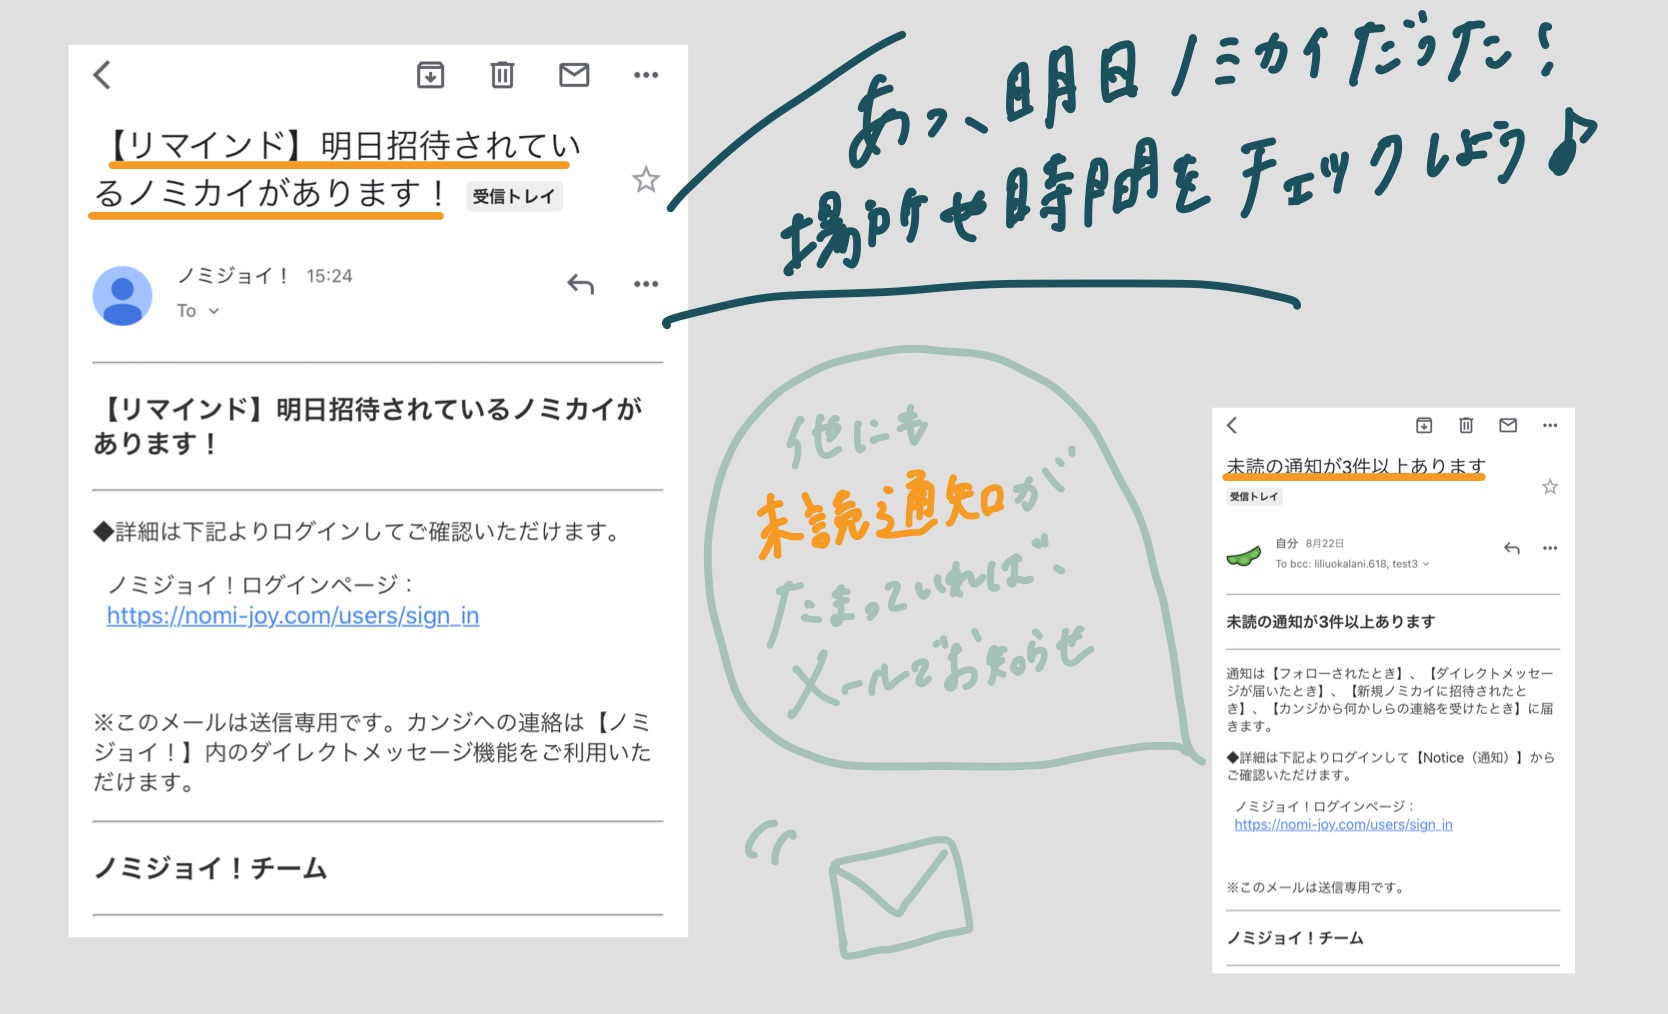 【リマインド】明日招待されてい
るノミカイがあります！ 受信トレイ
ノミジョイ！ 15:24
To
【リマインド】明日招待されているノミカイが
あります！
◆詳細は下記よりログインしてご確認いただけます。
ノミジョイ！ログインページ：
https://nomi-joy.com/users/sign_in
※このメールは送信専用です。カンジへの連絡は【ノミ
ジョイ！】内のダイレクトメッセージ機能をご利用いた
だけます。
ノミジョイ！チーム
あっ、明日ノミカイだった！
場所や時間をチェックしよう♪
他にも
未読通知が
たまっていれば、
メールでお知らせ
未読の通知が3件以上あります
受信トレイ
自分 8月22日
To bcc: liliuokalani.618, test3
未読の通知が3件以上あります
通知は【フォローされたとき】、【ダイレクトメッセー
ジが届いたとき】、【新規ノミカイに招待されたと
き】、【カンジから何かしらの連絡を受けたとき】に届
きます。
◆詳細は下記よりログインして【Notice（通知）】から
ご確認いただけます。
ノミジョイ！ログインページ：
https://nomi-joy.com/users/sign_in
※このメールは送信専用です。
ノミジョイ！チーム